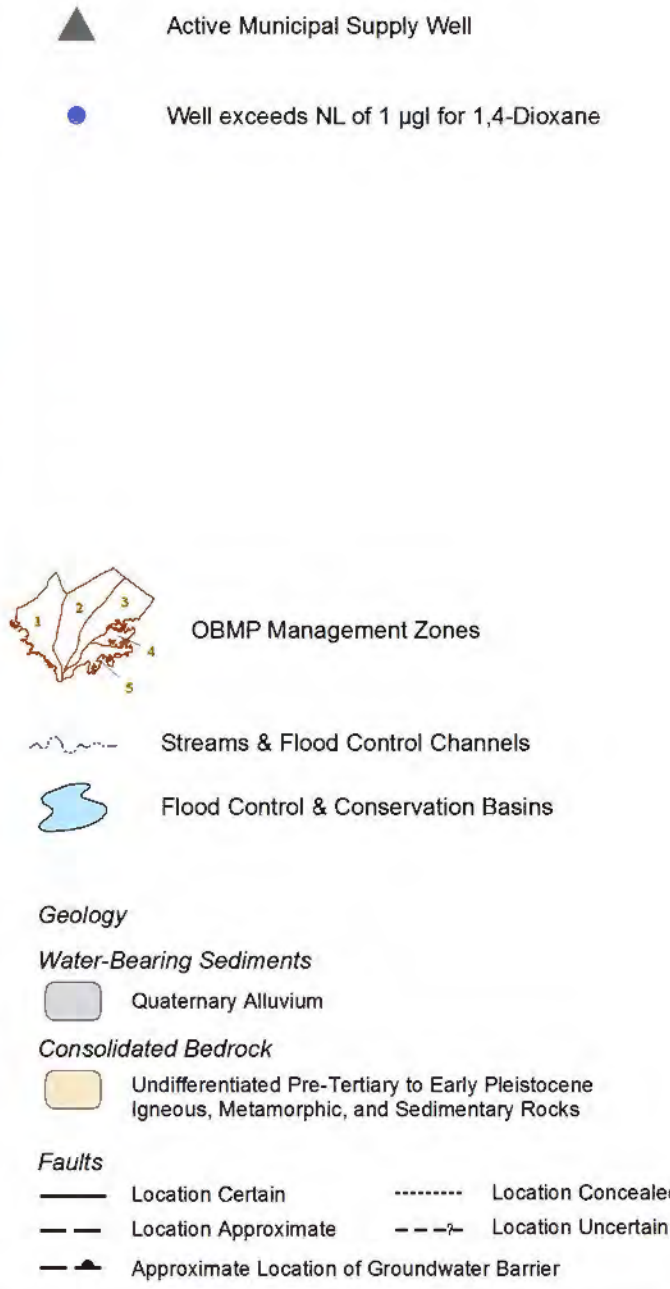 Active Municipal Supply Well
Well exceeds NL of 1 µgl for 1,4-Dioxane
1
2
3
4
5
OBMP Management Zones
Streams & Flood Control Channels
Flood Control & Conservation Basins
Geology
Water-Bearing Sediments
Quaternary Alluvium
Consolidated Bedrock
Undifferentiated Pre-Tertiary to Early Pleistocene
Igneous, Metamorphic, and Sedimentary Rocks
Faults
Location Certain
Location Concealed
Location Approximate
?
Location Uncertain
Approximate Location of Groundwater Barrier